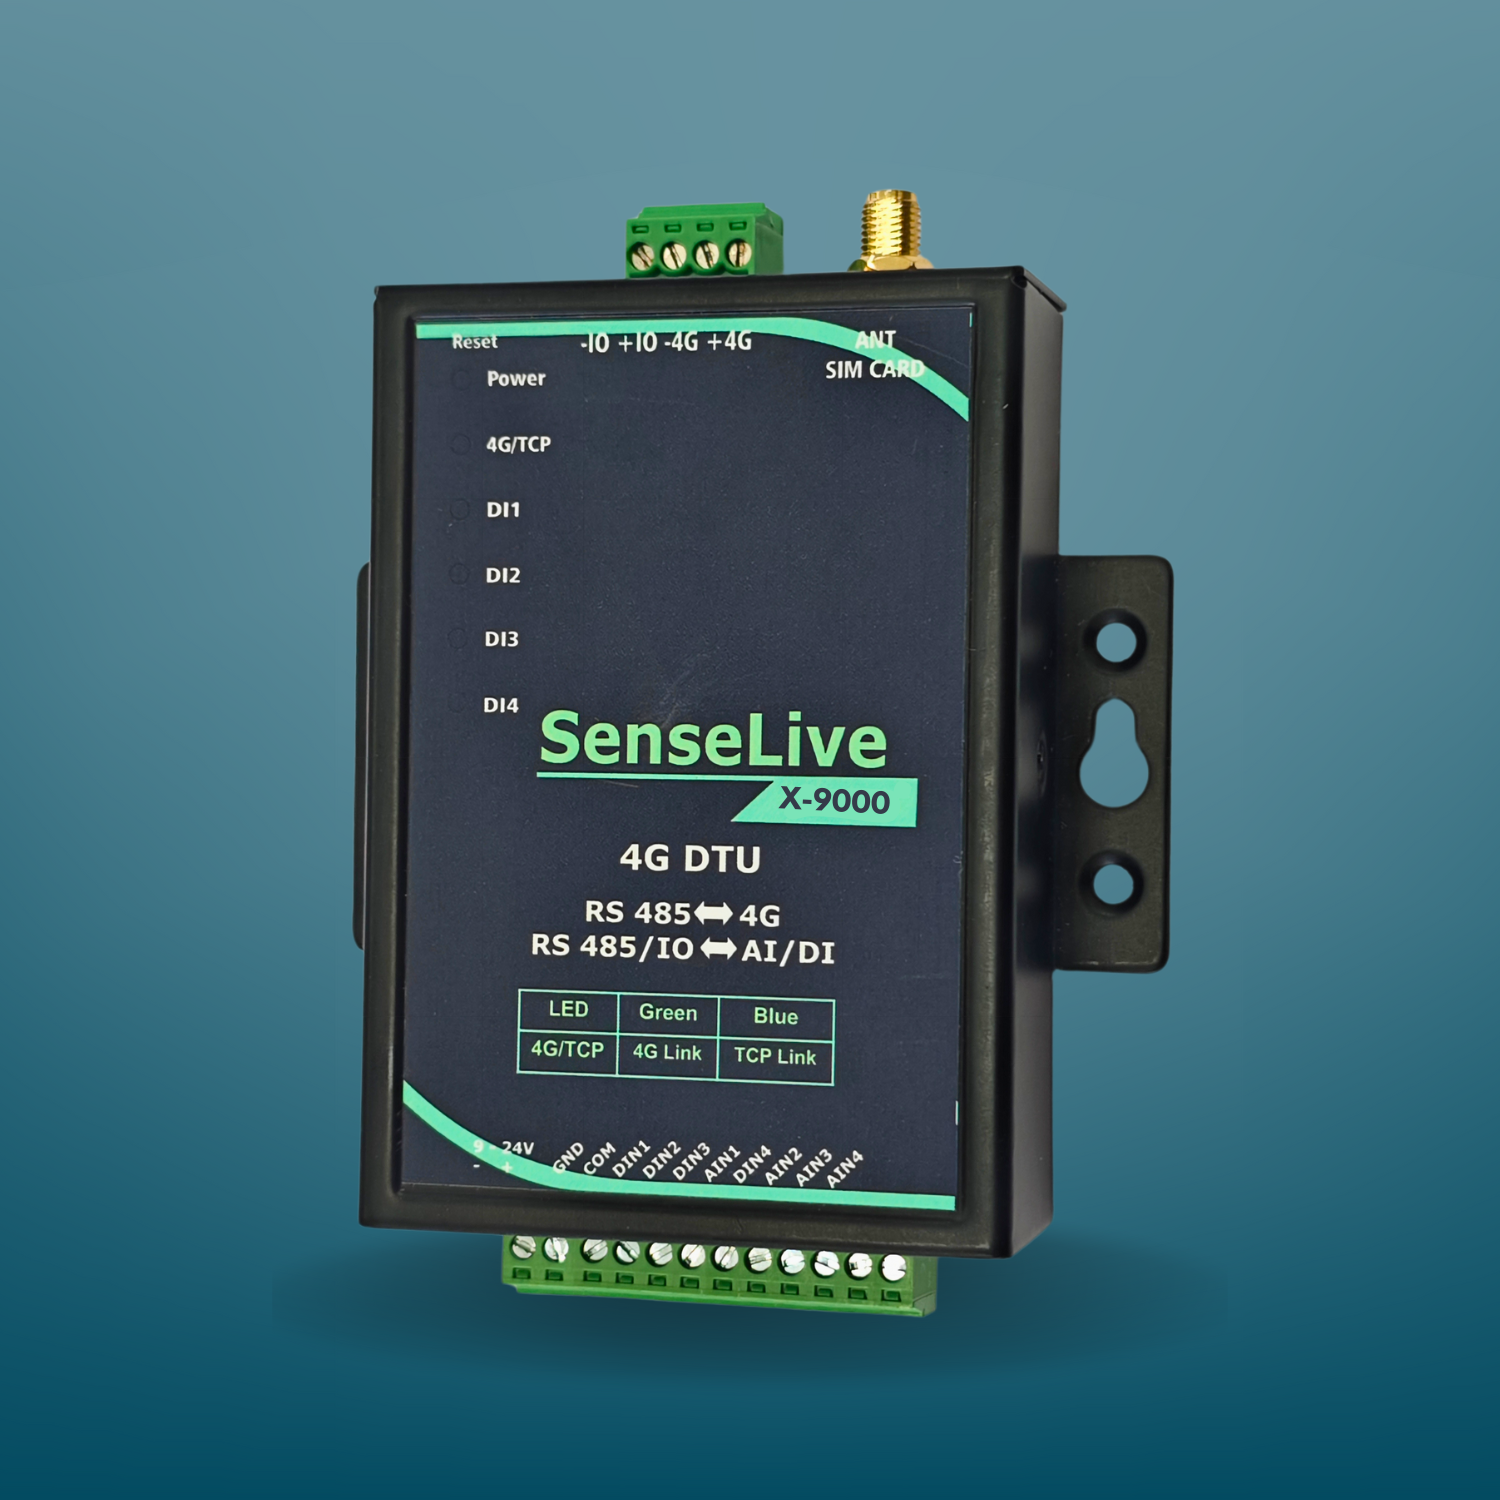 Reset -IO +IO -4G +4G ANT
SIM CARD
Power
4G/TCP
DI1
DI2
DI3
DI4
SenseLive
X-9000
4G DTU
RS 485⬌4G
RS 485/IO⬌AI/DI
LED Green Blue
4G/TCP 4G Link TCP Link
9 - 24V
- +
GND COM DIN1 DIN2 DIN3 AIN1 DIN4 AIN2 AIN3 AIN4